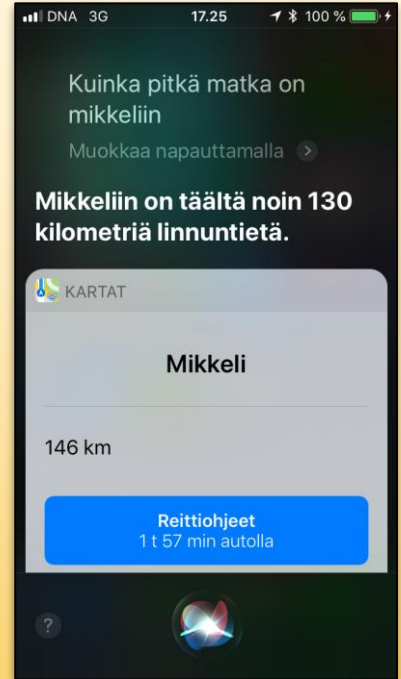 DNA 3G 17.25 100 %
Kuinka pitkä matka on
mikkeliin
Muokkaa napauttamalla
Mikkeliin on täältä noin 130
kilometriä linnuntietä.
KARTAT
Mikkeli
146 km
Reittiohjeet
1 t 57 min autolla
?